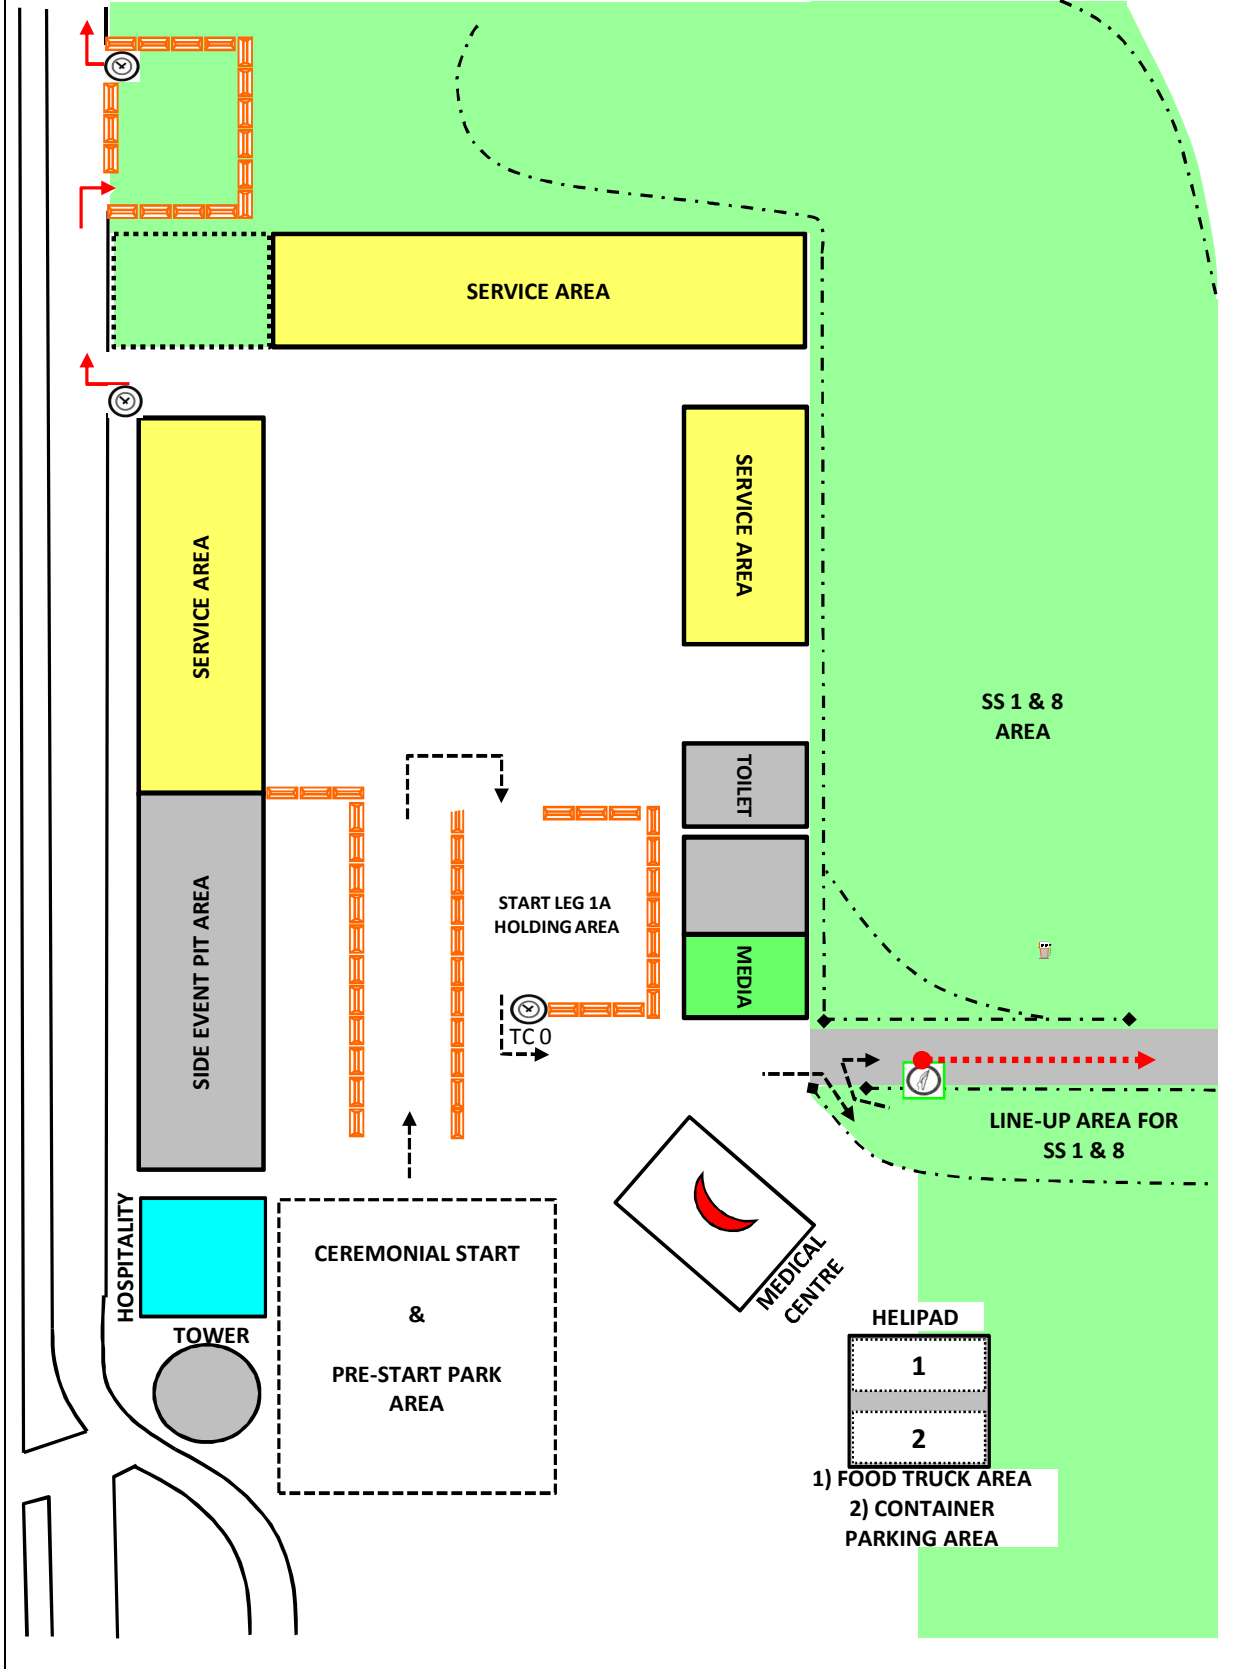 SERVICE AREA
SERVICE AREA
SERVICE AREA
SS 1 & 8
AREA
TOILET
START LEG 1A
HOLDING AREA
SIDE EVENT PIT AREA
MEDIA
TC 0
LINE-UP AREA FOR
SS 1 & 8
HOSPITALITY
CEREMONIAL START
&
PRE-START PARK
AREA
MEDICAL
CENTRE
TOWER
HELIPAD
1
2
1) FOOD TRUCK AREA
2) CONTAINER
PARKING AREA